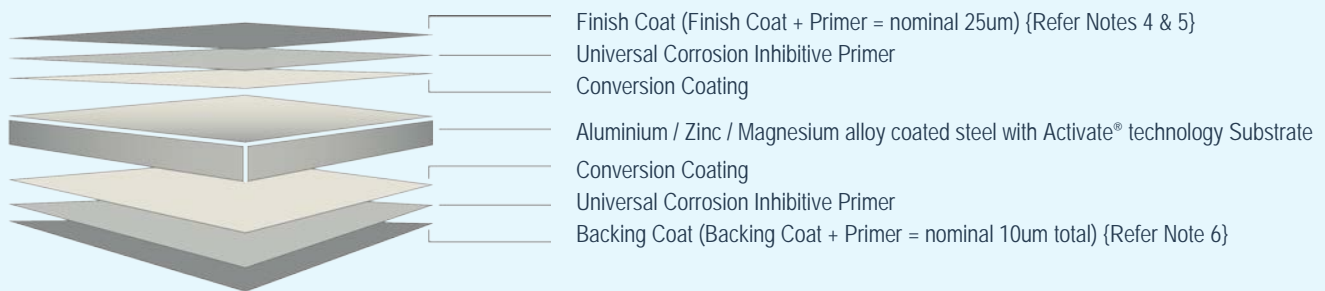 Finish Coat (Finish Coat + Primer = nominal 25um) {Refer Notes 4 & 5}
Universal Corrosion Inhibitive Primer
Conversion Coating
Aluminium / Zinc / Magnesium alloy coated steel with Activate® technology Substrate
Conversion Coating
Universal Corrosion Inhibitive Primer
Backing Coat (Backing Coat + Primer = nominal 10um total) {Refer Note 6}